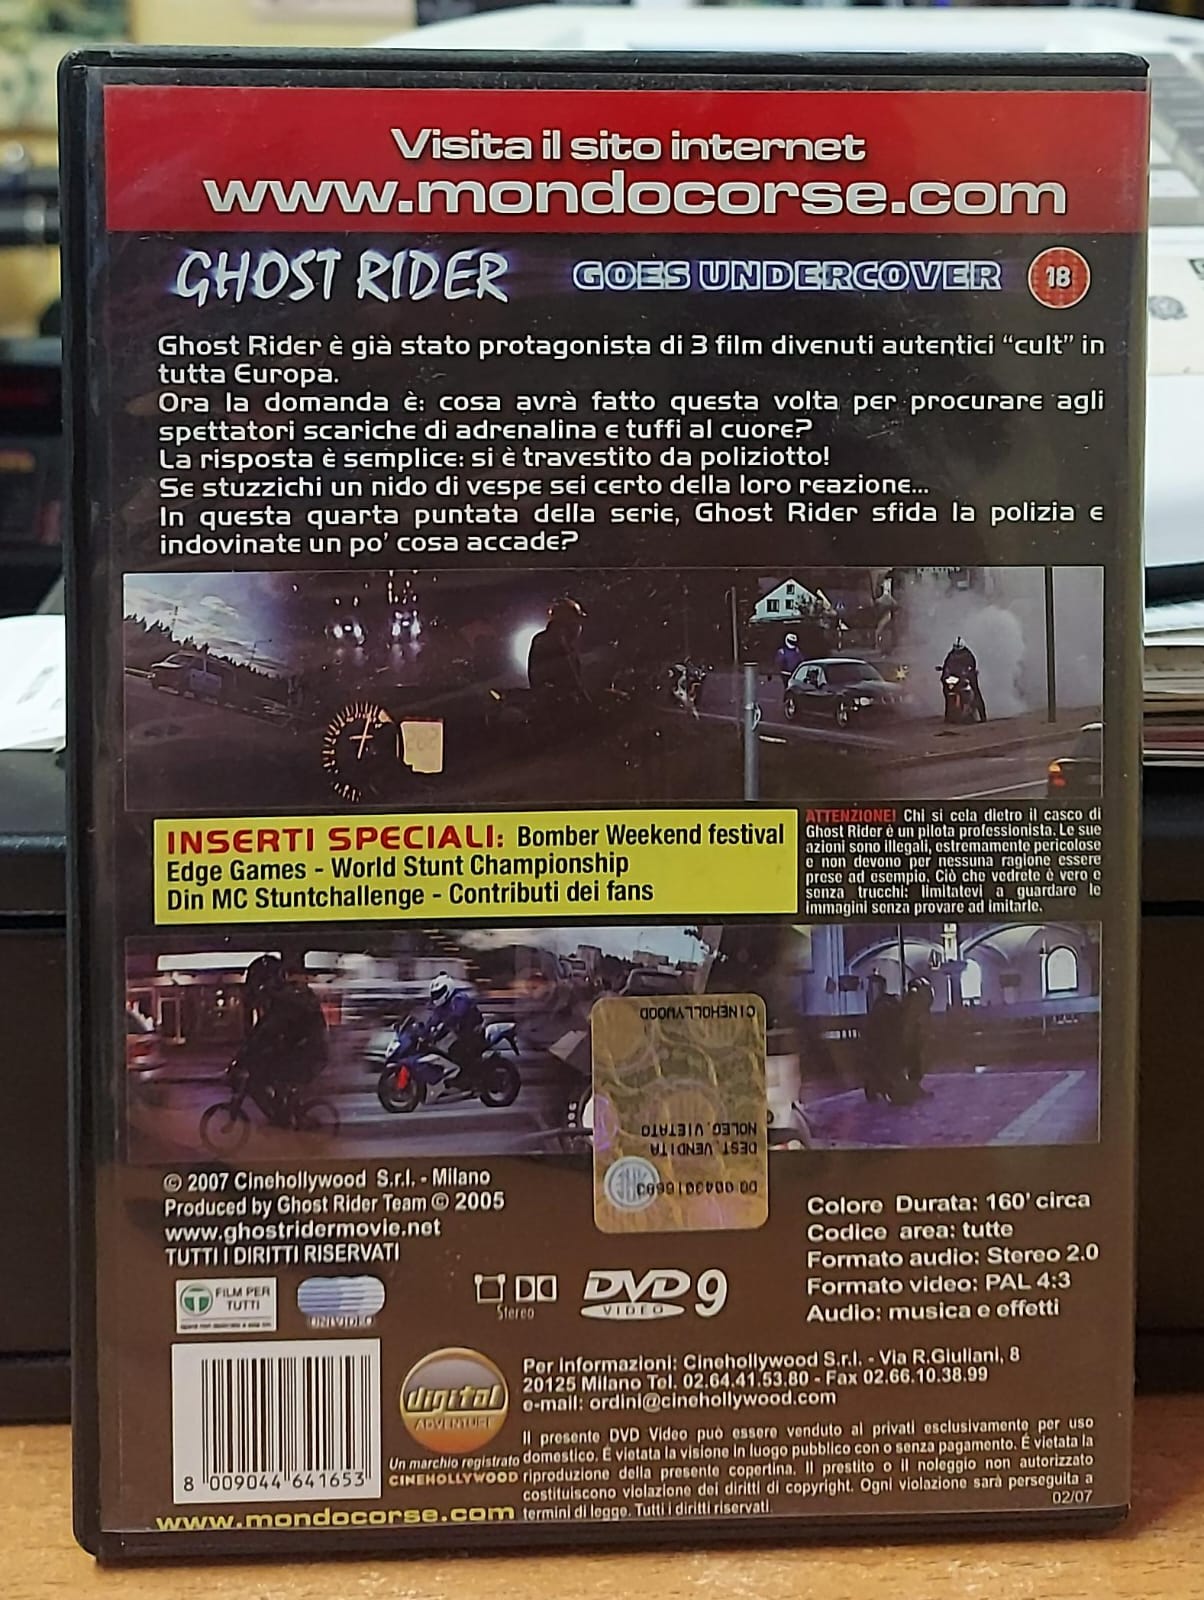 Visita il sito internet
www.mondocorse.com
GHOST RIDER GOES UNDERCOVER 18
Ghost Rider è già stato protagonista di 3 film divenuti autentici “cult” in
tutta Europa.
Ora la domanda è: cosa avrà fatto questa volta per procurare agli
spettatori scariche di adrenalina e tuffi al cuore?
La risposta è semplice: si è travestito da poliziotto!
Se stuzzichi un nido di vespe sei certo della loro reazione...
In questa quarta puntata della serie, Ghost Rider sfida la polizia e
indovinate un po’ cosa accade?
INSERTI SPECIALI: Bomber Weekend festival
Edge Games - World Stunt Championship
Din MC Stuntchallenge - Contributi dei fans
ATTENZIONE! Chi si cela dietro il casco di
Ghost Rider è un pilota professionista. Le sue
azioni sono illegali, estremamente pericolose
e non devono per nessuna ragione essere
prese ad esempio. Ciò che vedrete è vero e
senza trucchi: limitatevi a guardare le
immagini senza provare ad imitarle.
CINEHOLLYWOOD
NOLEG.VIETATO
DEST.VENDITA
© 2007 Cinehollywood S.r.l. - Milano
Produced by Ghost Rider Team © 2005
www.ghostridermovie.net
TUTTI I DIRITTI RISERVATI
Colore Durata: 160’ circa
Codice area: tutte
Formato audio: Stereo 2.0
Formato video: PAL 4:3
Audio: musica e effetti
T FILM PER
TUTTI
UNIVIDEO
Stereo
DVD 9
VIDEO
8 009044 641653
digital
ADVENTURE
Un marchio registrato
CINEHOLLYWOOD
www.mondocorse.com
Per informazioni: Cinehollywood S.r.l. - Via R.Giuliani, 8
20125 Milano Tel. 02.64.41.53.80 - Fax 02.66.10.38.99
e-mail: ordini@cinehollywood.com
Il presente DVD Video può essere venduto ai privati esclusivamente per uso
domestico. É vietata la visione in luogo pubblico con o senza pagamento. É vietata la
riproduzione della presente copertina. Il prestito o il noleggio non autorizzato
costituiscono violazione dei diritti di copyright. Ogni violazione sarà perseguita a
termini di legge. Tutti i diritti riservati.
02/07